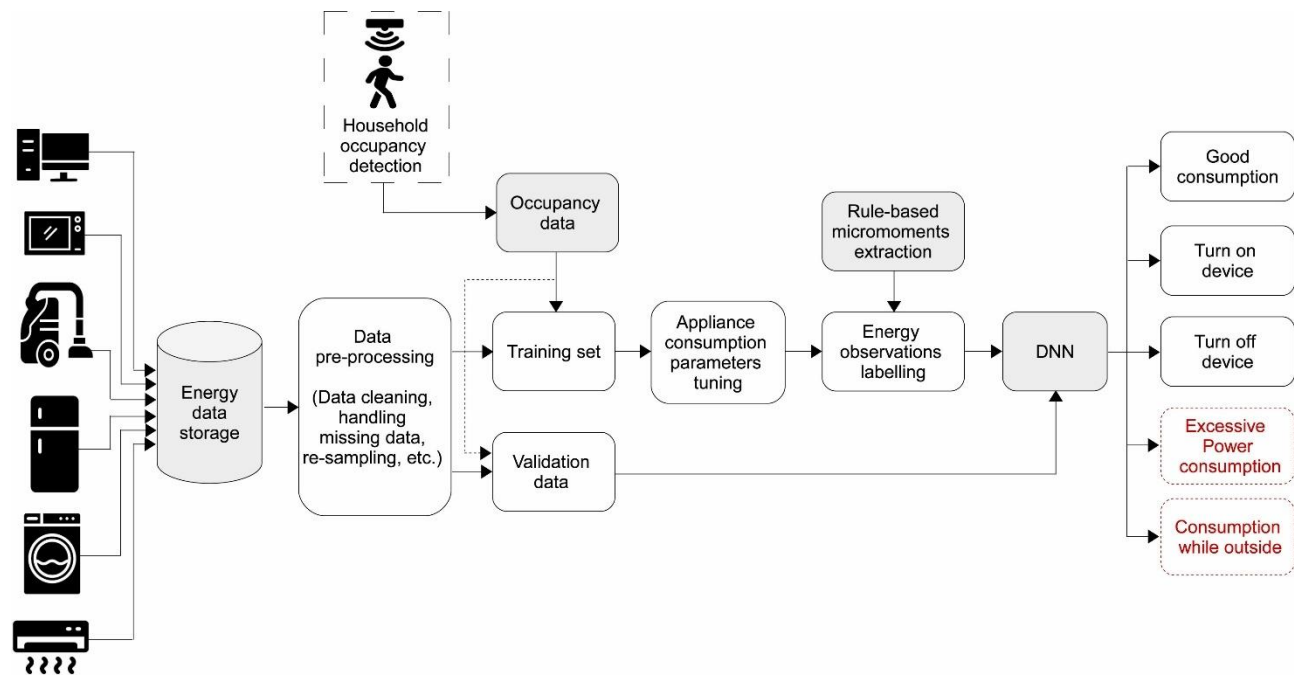 Household
occupancy
detection
Occupancy
data
Rule-based
micromoments
extraction
Good
consumption
Turn on
device
Energy
data
storage
Data
pre-processing
(Data cleaning,
handling
missing data,
re-sampling, etc.)
Training set
Appliance
consumption
parameters
tuning
Energy
observations
labelling
DNN
Turn off
device
Validation
data
Excessive
Power
consumption
Consumption
while outside